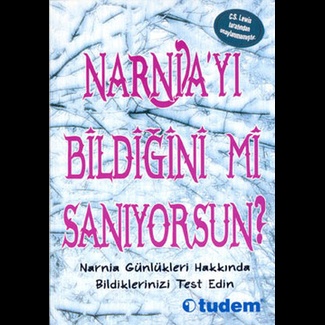 C.S. Lewis
tarafından
onaylanmamıştır.
NARNİA'YI
BİLDİĞİNİ Mİ
SANIYORSUN?
Narnia Günlükleri Hakkında
Bildiklerinizi Test Edin
tudem